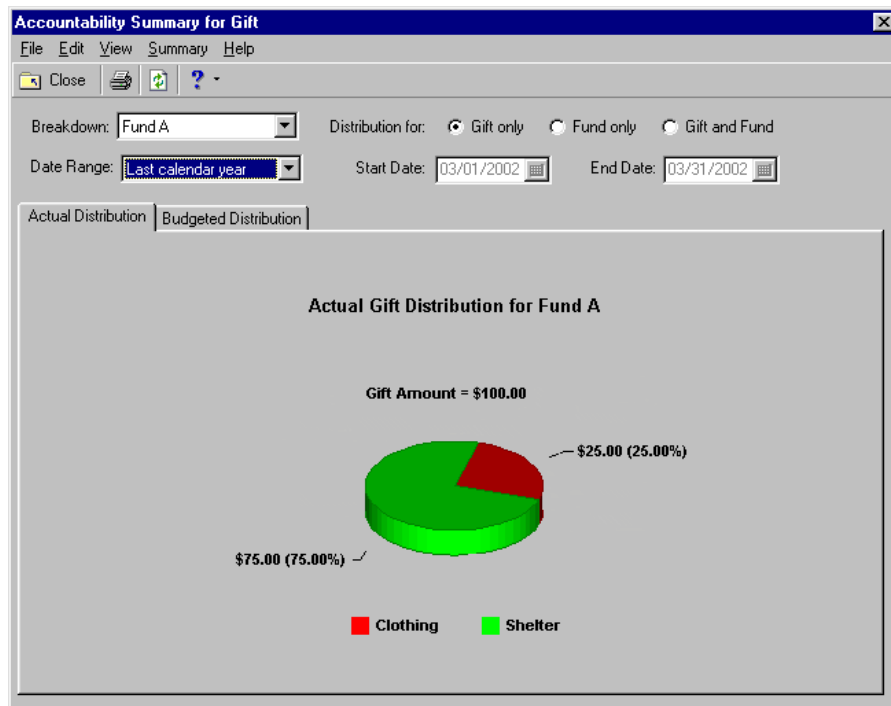 Accountability Summary for Gift
File Edit View Summary Help
Close ?
Breakdown: Fund A Distribution for: Gift only Fund only Gift and Fund
Date Range: Last calendar year Start Date: 03/01/2002 End Date: 03/31/2002
Actual Distribution Budgeted Distribution
Actual Gift Distribution for Fund A
Gift Amount = $100.00
$25.00 (25.00%)
$75.00 (75.00%)
Clothing Shelter